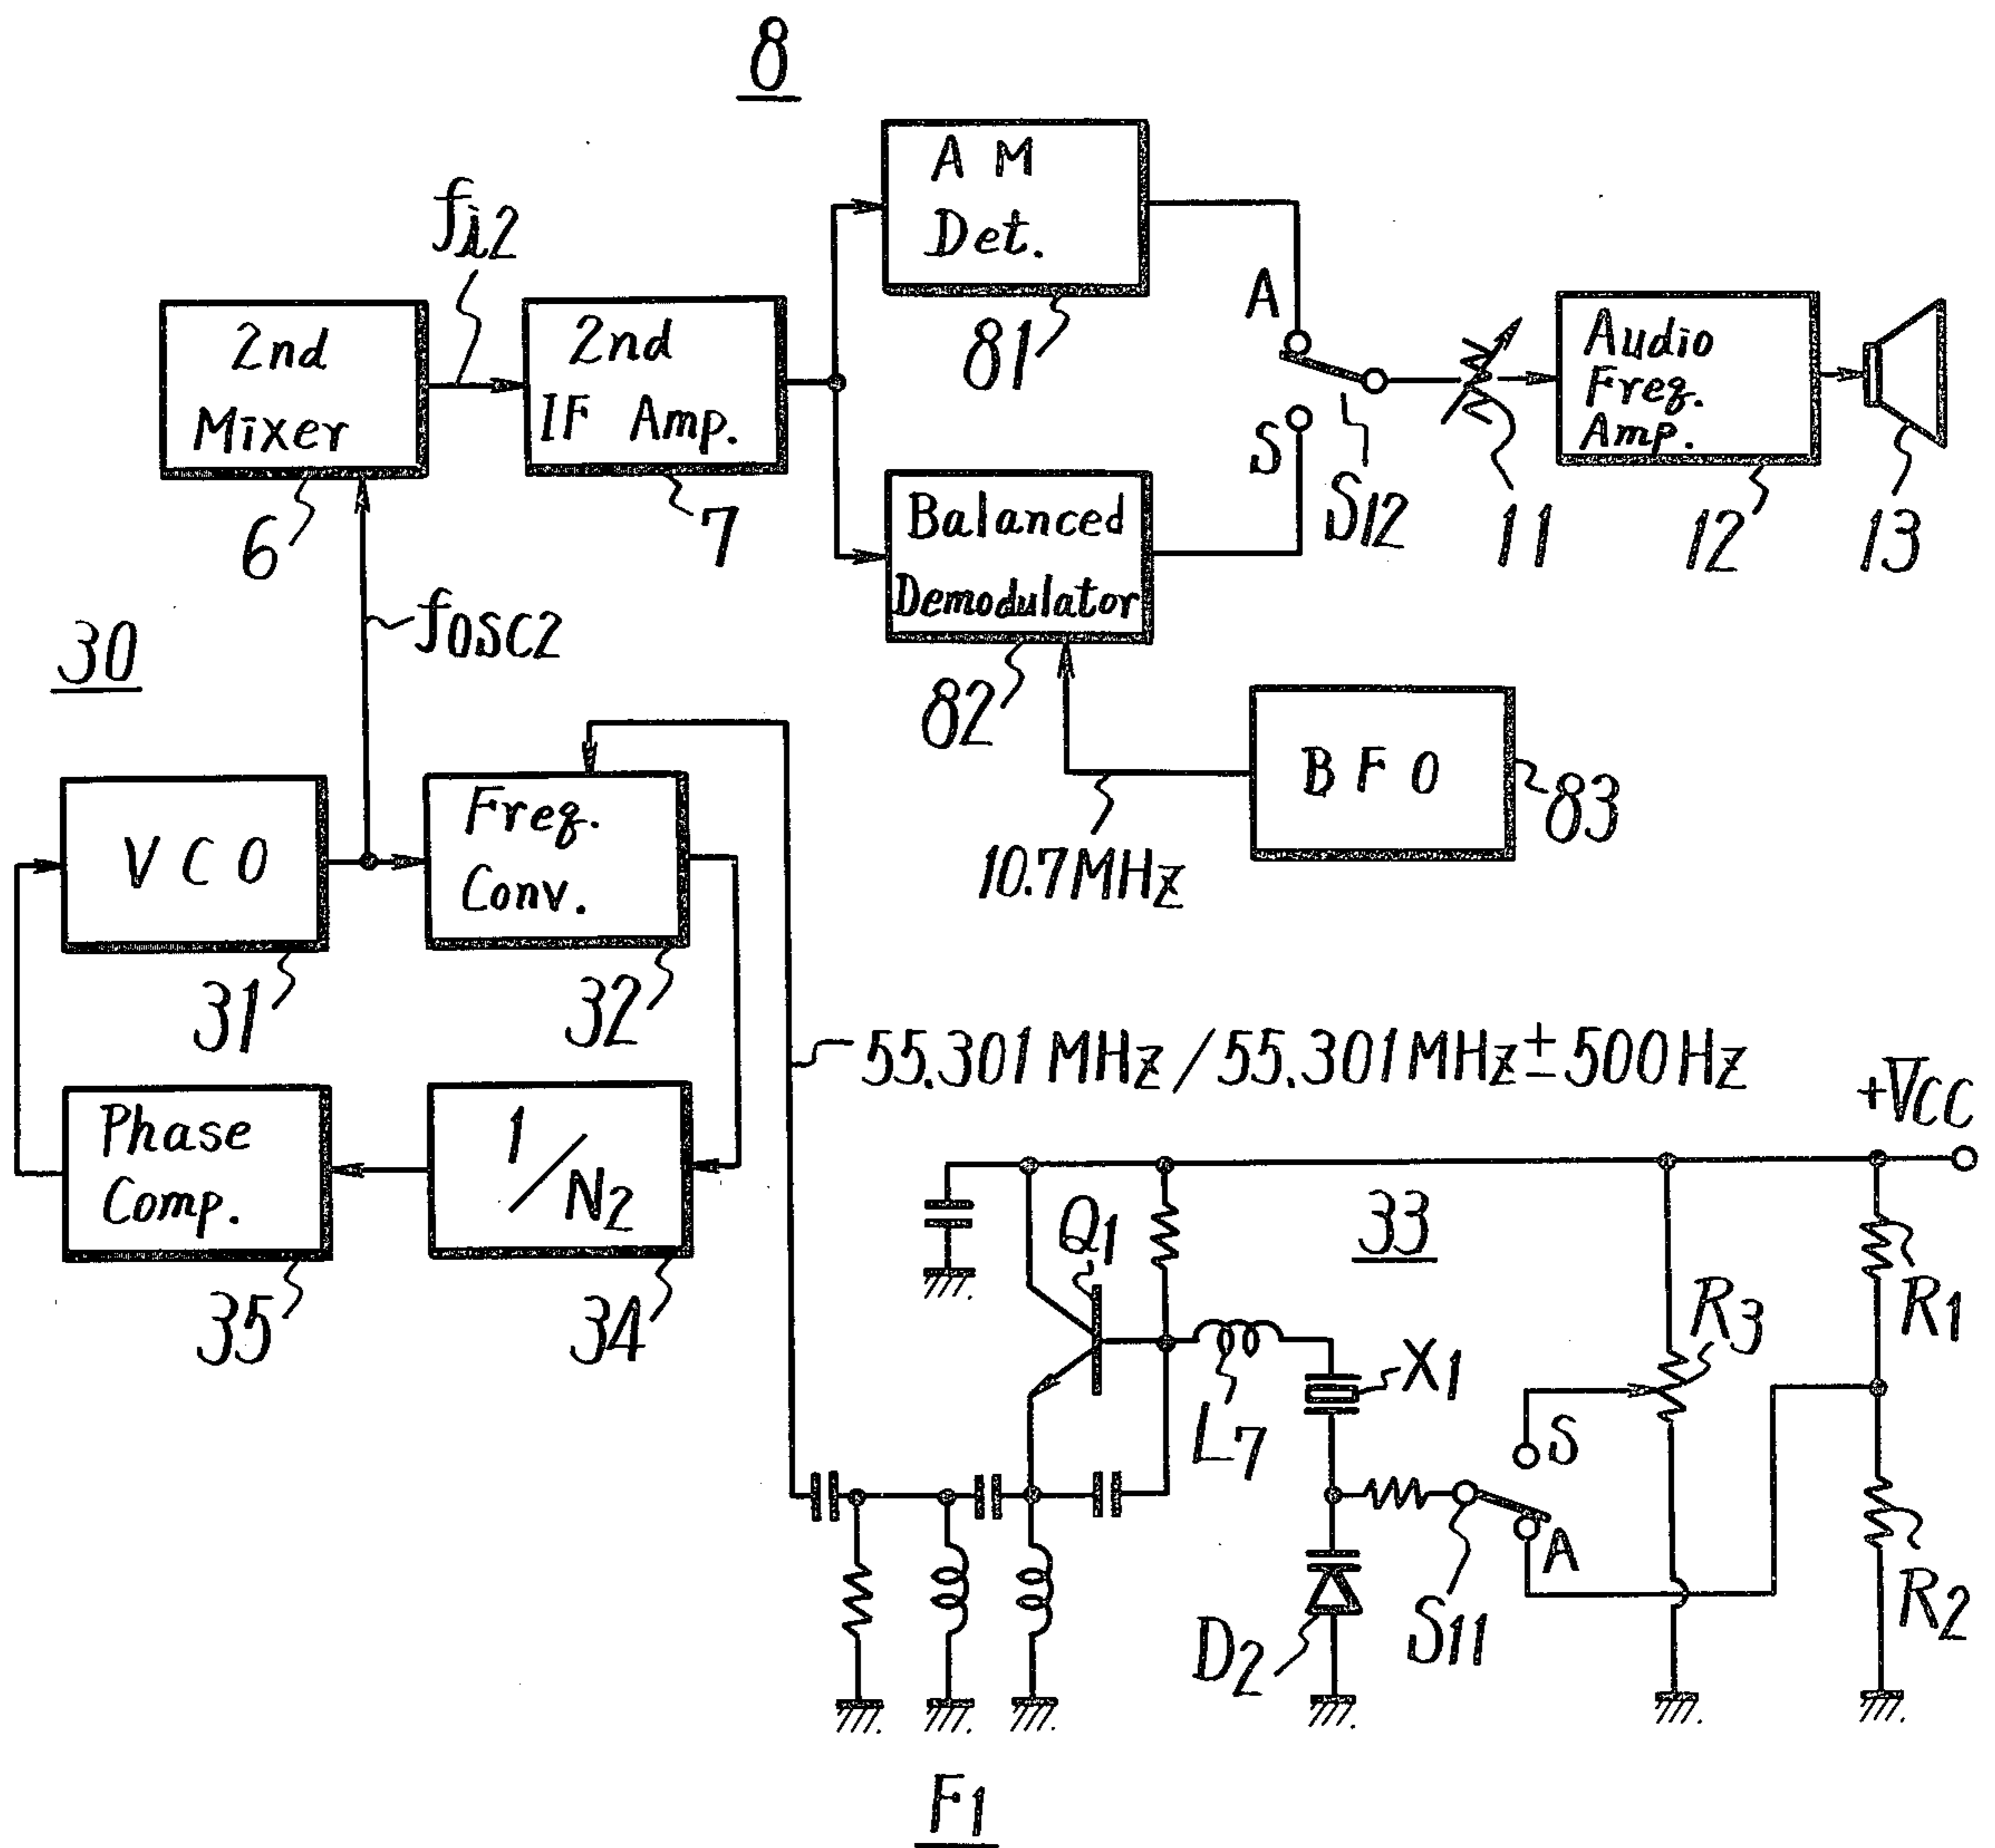 8
A M
Det.
81
fi2
2nd
Mixer
6
2nd
IF Amp.
7
A
S
S12
11
Audio
Freq.
Amp.
12
13
Balanced
Demodulator
82
fOSC2
30
B F O
83
10.7MHz
V C O
31
Freq.
Conv.
32
55.301 MHz / 55.301 MHz ± 500 Hz
Phase
Comp.
35
1/N2
34
+VCC
33
Q1
R1
R3
X1
L7
S
A
S11
D2
R2
F1